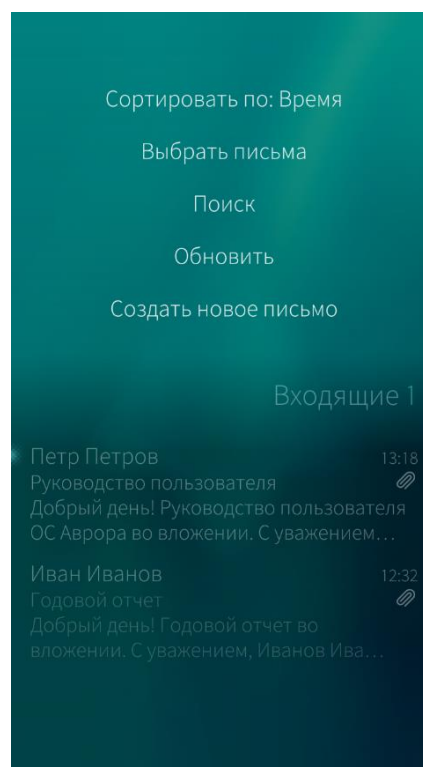 Сортировать по: Время
Выбрать письма
Поиск
Обновить
Создать новое письмо
Входящие 1
Петр Петров 13:18
Руководство пользователя
Добрый день! Руководство пользователя
ОС Аврора во вложении. С уважением…
Иван Иванов 12:32
Годовой отчет
Добрый день! Годовой отчет во
вложении. С уважением, Иванов Ива…